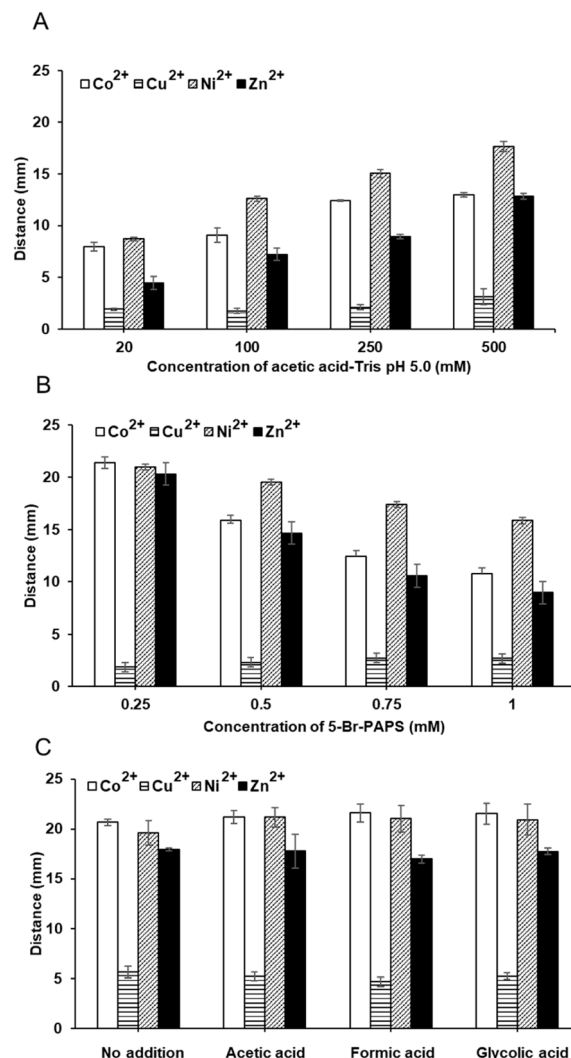 A
25
20
15
10
5
0
Distance (mm)
Co2+ Cu2+ Ni2+ Zn2+
20 100 250 500
Concentration of acetic acid-Tris pH 5.0 (mM)
B
25
20
15
10
5
0
Distance (mm)
Co2+ Cu2+ Ni2+ Zn2+
0.25 0.5 0.75 1
Concentration of 5-Br-PAPS (mM)
C
25
20
15
10
5
0
Distance (mm)
Co2+ Cu2+ Ni2+ Zn2+
No addition Acetic acid Formic acid Glycolic acid